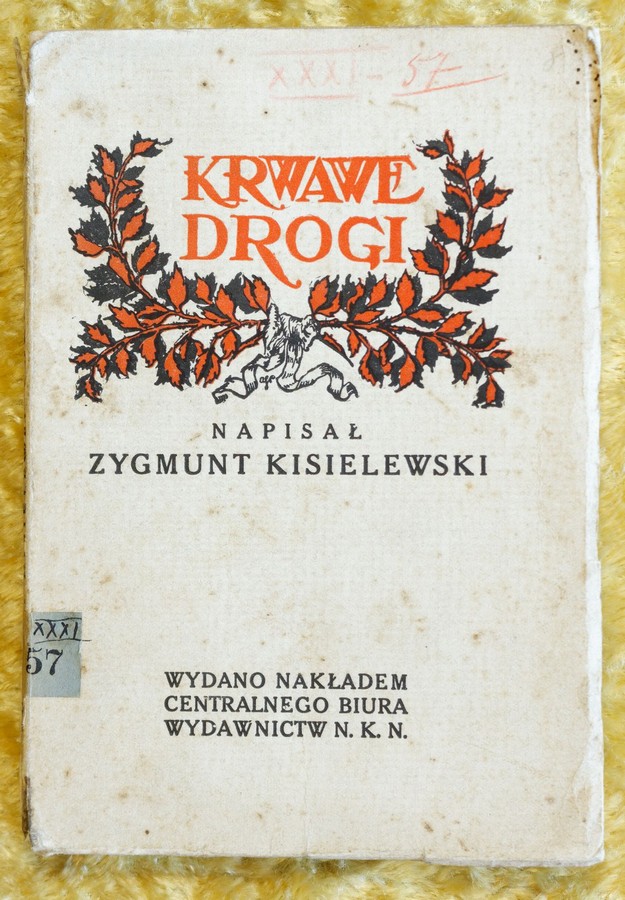 XXXI - 57
KRWAWE
DROGI
NAPISAŁ
ZYGMUNT KISIELEWSKI
XXXI
57
WYDANO NAKŁADEM
CENTRALNEGO BIURA
WYDAWNICTW N. K. N.